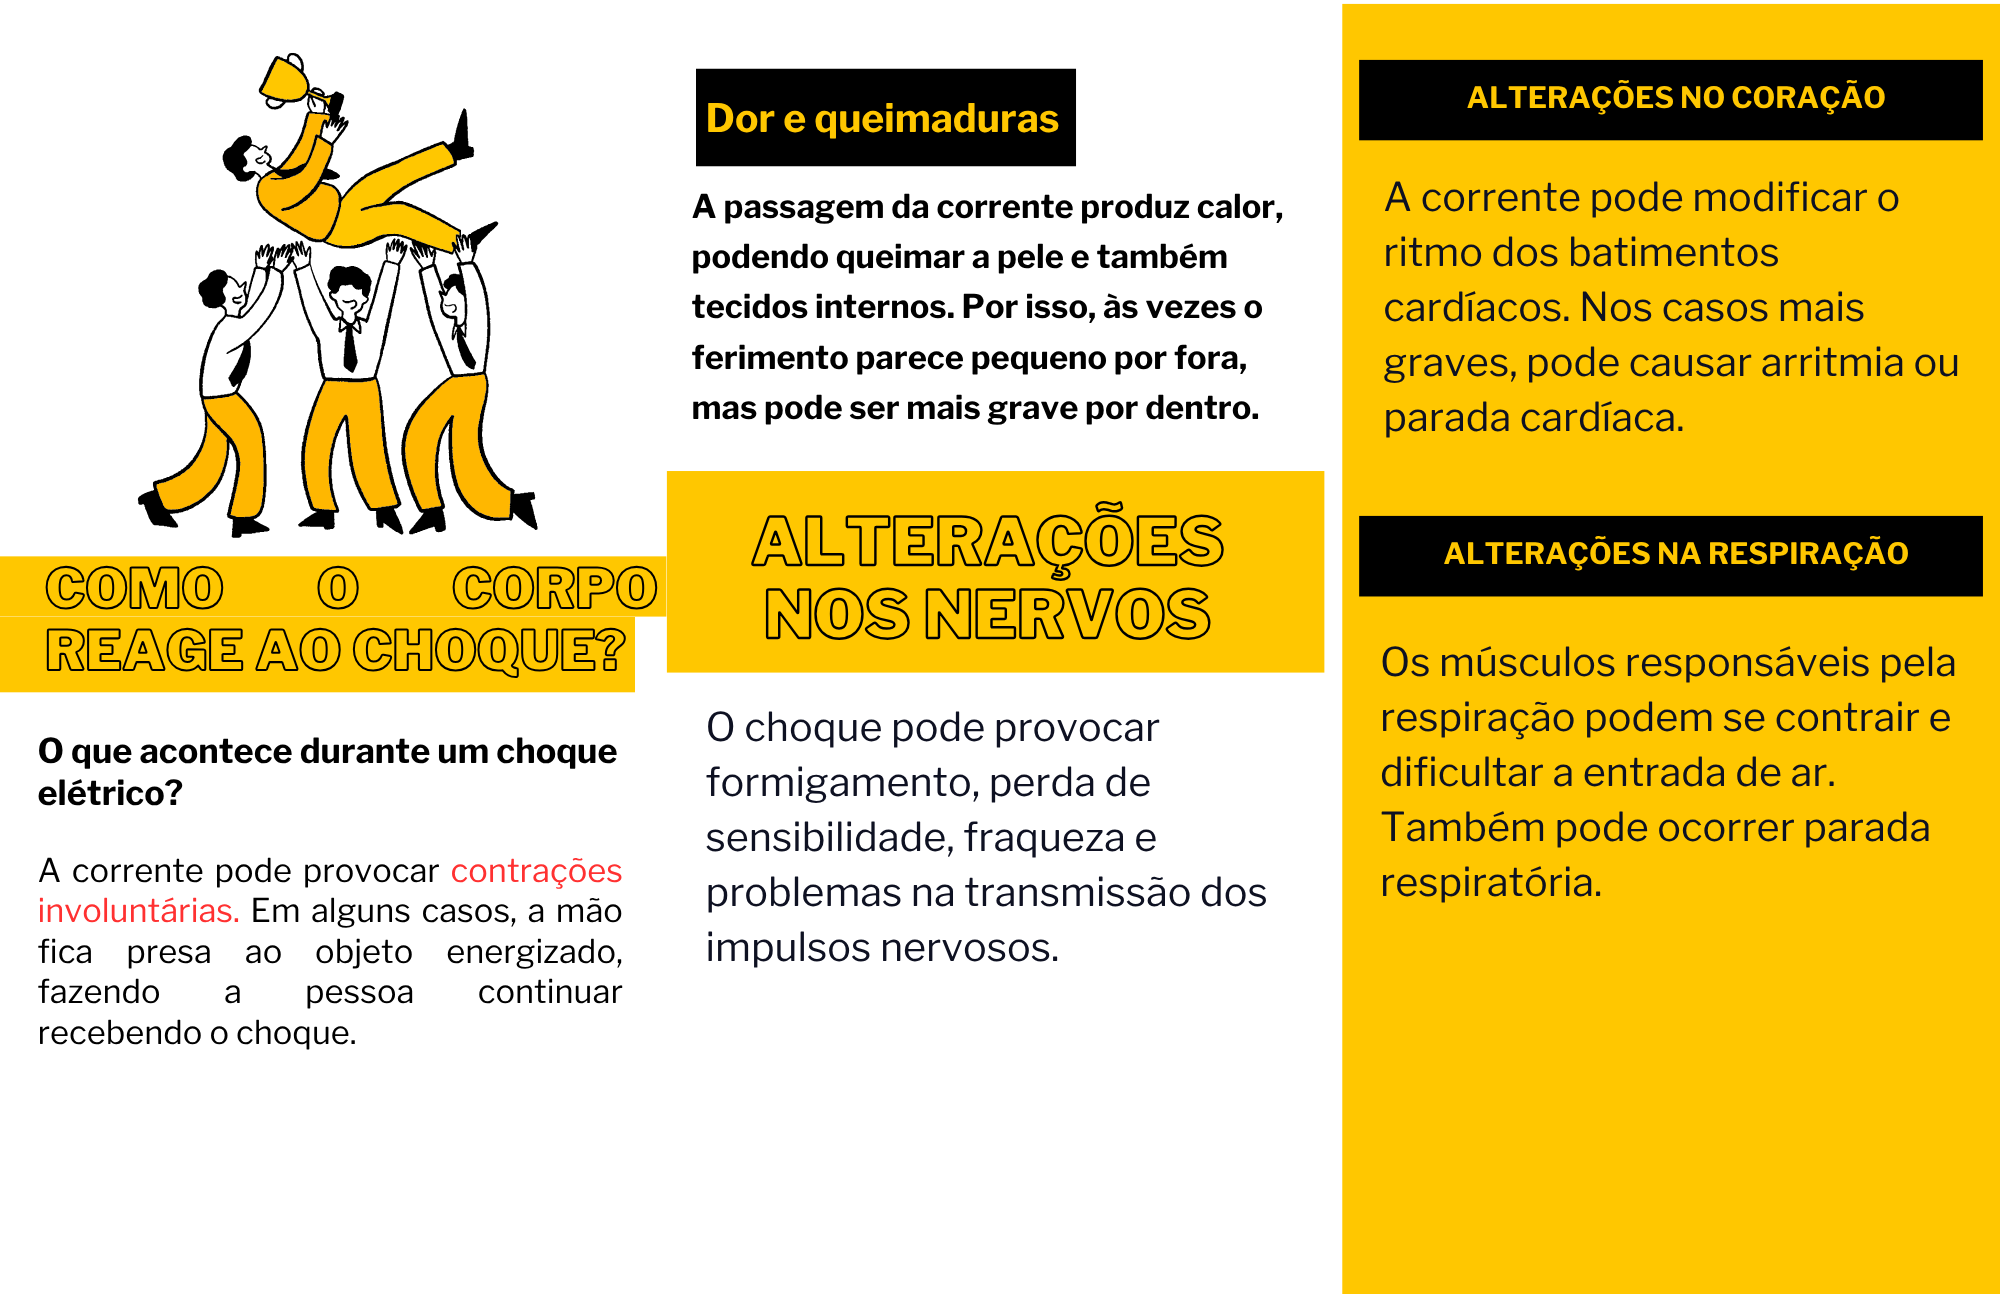 COMO O CORPO
REAGE AO CHOQUE?
O que acontece durante um choque
elétrico?
A corrente pode provocar contrações
involuntárias. Em alguns casos, a mão
fica presa ao objeto energizado,
fazendo a pessoa continuar
recebendo o choque.
Dor e queimaduras
A passagem da corrente produz calor,
podendo queimar a pele e também
tecidos internos. Por isso, às vezes o
ferimento parece pequeno por fora,
mas pode ser mais grave por dentro.
ALTERAÇÕES
NOS NERVOS
O choque pode provocar
formigamento, perda de
sensibilidade, fraqueza e
problemas na transmissão dos
impulsos nervosos.
ALTERAÇÕES NO CORAÇÃO
A corrente pode modificar o
ritmo dos batimentos
cardíacos. Nos casos mais
graves, pode causar arritmia ou
parada cardíaca.
ALTERAÇÕES NA RESPIRAÇÃO
Os músculos responsáveis pela
respiração podem se contrair e
dificultar a entrada de ar.
Também pode ocorrer parada
respiratória.